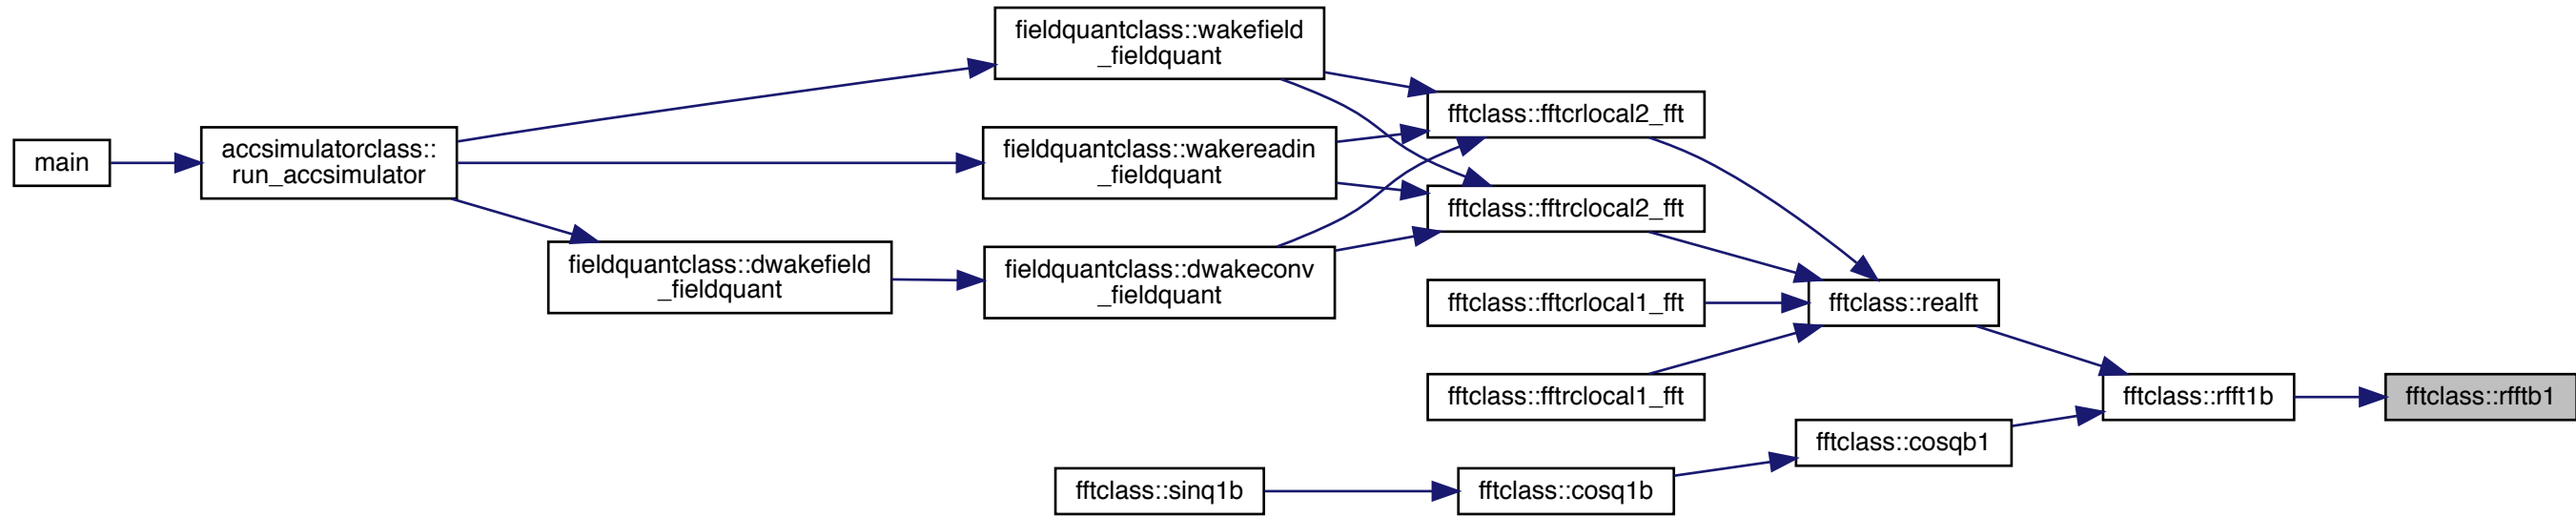 main
accsimulatorclass::
run_accsimulator
fieldquantclass::wakefield
_fieldquant
fieldquantclass::wakereadin
_fieldquant
fieldquantclass::dwakefield
_fieldquant
fieldquantclass::dwakeconv
_fieldquant
fftclass::fftcrlocal2_fft
fftclass::fftrclocal2_fft
fftclass::fftcrlocal1_fft
fftclass::fftrclocal1_fft
fftclass::realft
fftclass::rfft1b
fftclass::rfftb1
fftclass::cosqb1
fftclass::cosq1b
fftclass::sinq1b